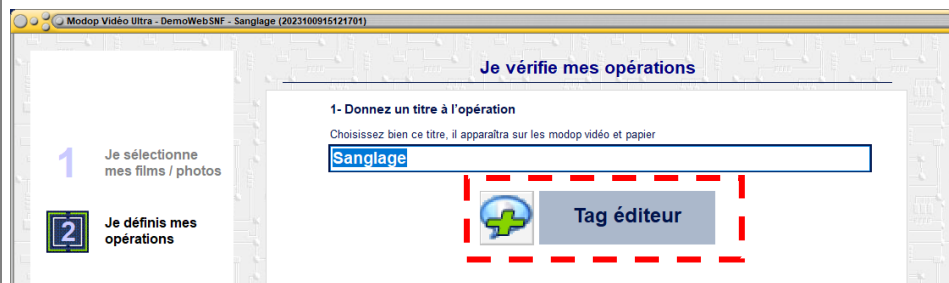 Modop Vidéo Ultra - DemoWebSNF - Sanglage (2023100915121701)
Je vérifie mes opérations
1- Donnez un titre à l'opération
Choisissez bien ce titre, il apparaîtra sur les modop vidéo et papier
Sanglage
1
Je sélectionne
mes films / photos
Tag éditeur
2
Je définis mes
opérations